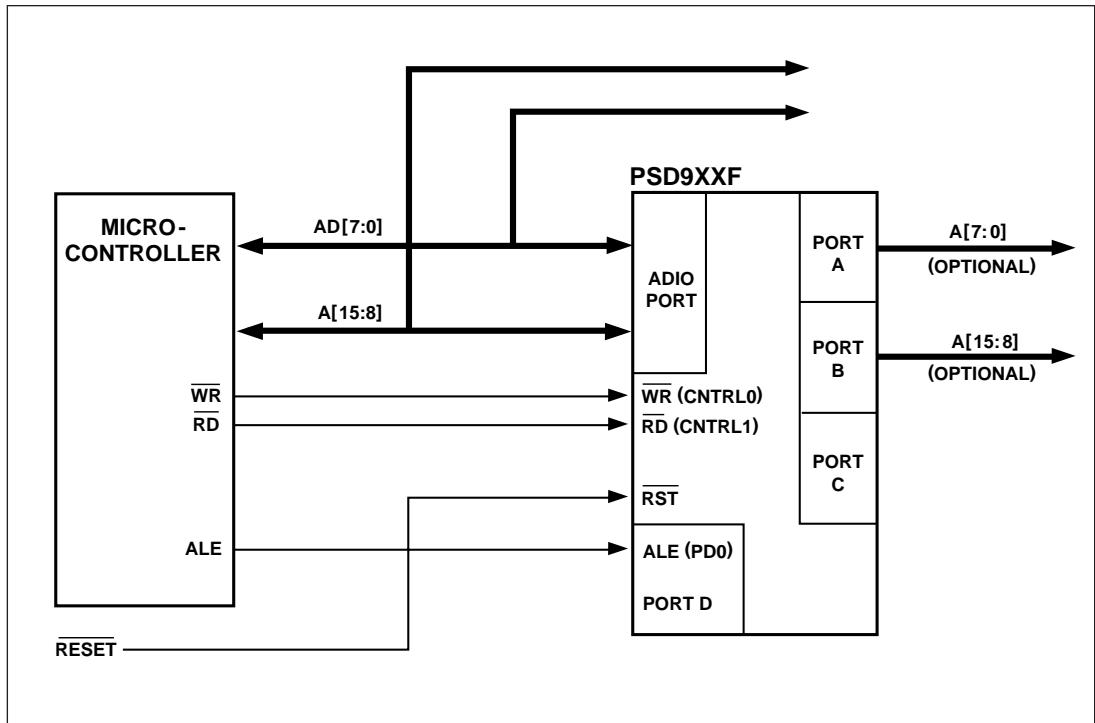 PSD9XXF
MICRO-
CONTROLLER
AD[7:0]
A[15:8]
WR
RD
ALE
RESET
ADIO
PORT
WR (CNTRL0)
RD (CNTRL1)
RST
ALE (PD0)
PORT D
PORT
A
PORT
B
PORT
C
A[7:0]
(OPTIONAL)
A[15:8]
(OPTIONAL)